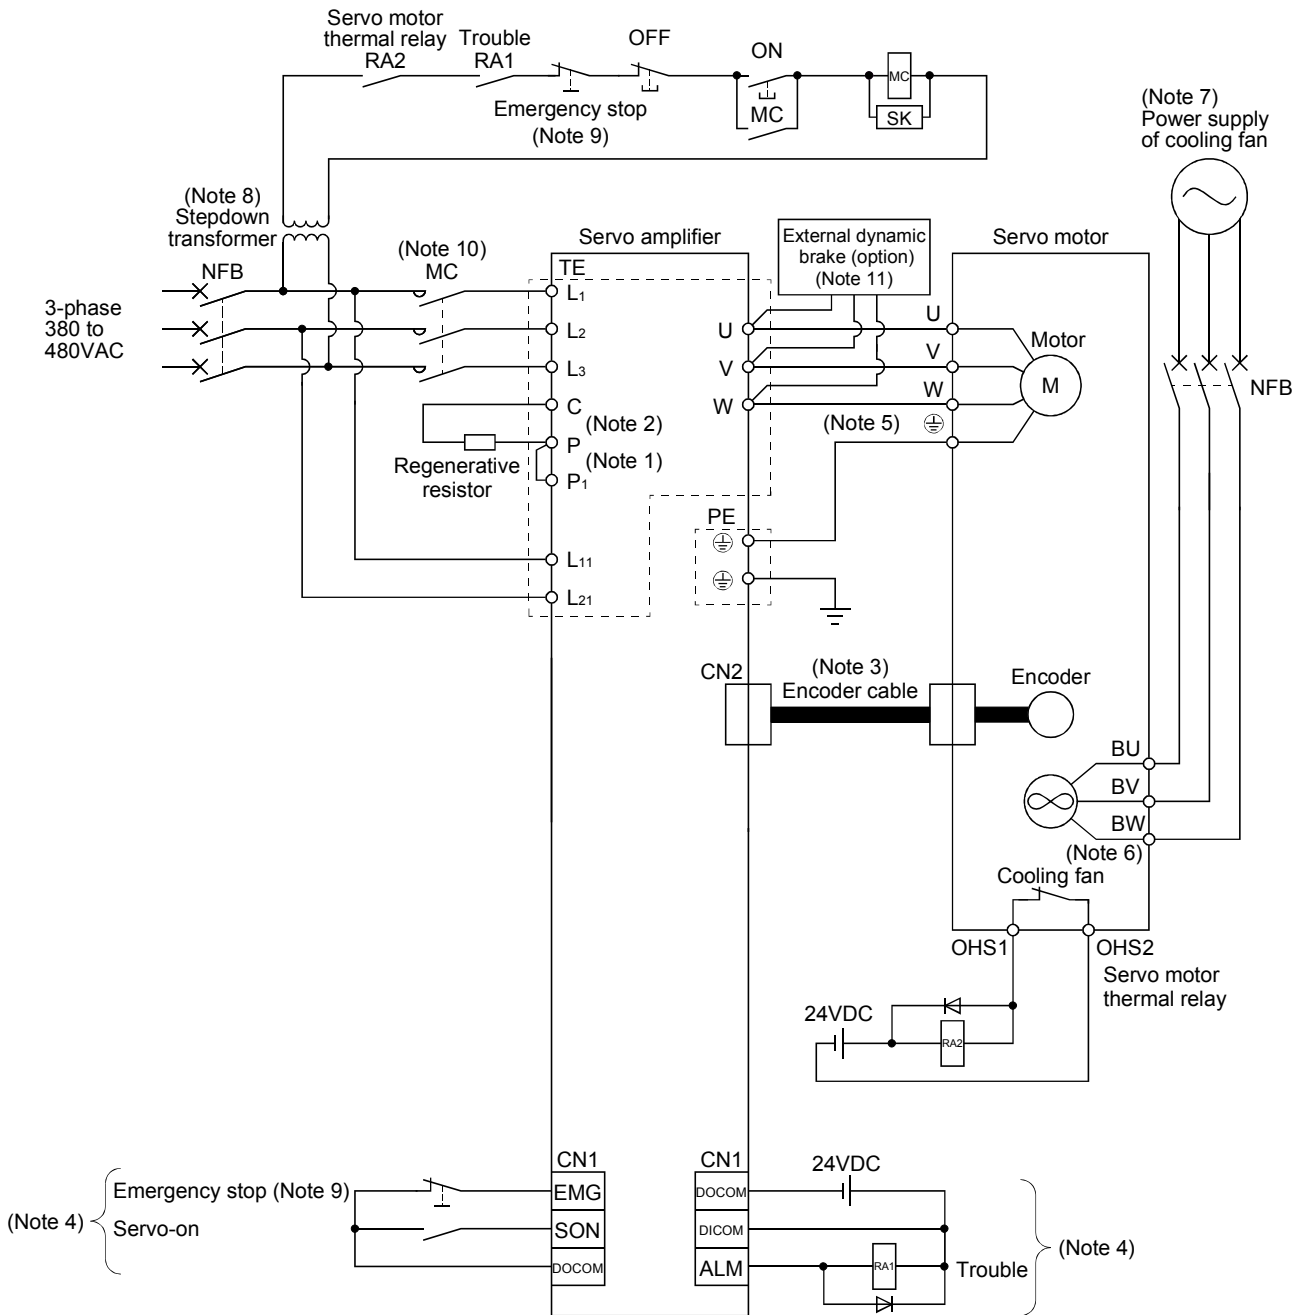 Servo motor
thermal relay
RA2
Trouble
RA1
OFF
ON
MC
Emergency stop
(Note 9)
MC
SK
(Note 7)
Power supply
of cooling fan
(Note 8)
Stepdown
transformer
NFB
(Note 10)
MC
3-phase
380 to
480VAC
Servo amplifier
TE
L1
L2
L3
C
(Note 2)
P
(Note 1)
P1
Regenerative
resistor
L11
L21
U
V
W
PE
External dynamic
brake (option)
(Note 11)
Servo motor
U
V
W
(Note 5)
Motor
M
NFB
CN2
(Note 3)
Encoder cable
Encoder
BU
BV
BW
(Note 6)
Cooling fan
OHS1
OHS2
Servo motor
thermal relay
24VDC
RA2
(Note 4)
Emergency stop (Note 9)
Servo-on
CN1
EMG
SON
DOCOM
CN1
DOCOM
DICOM
ALM
24VDC
RA1
Trouble
(Note 4)